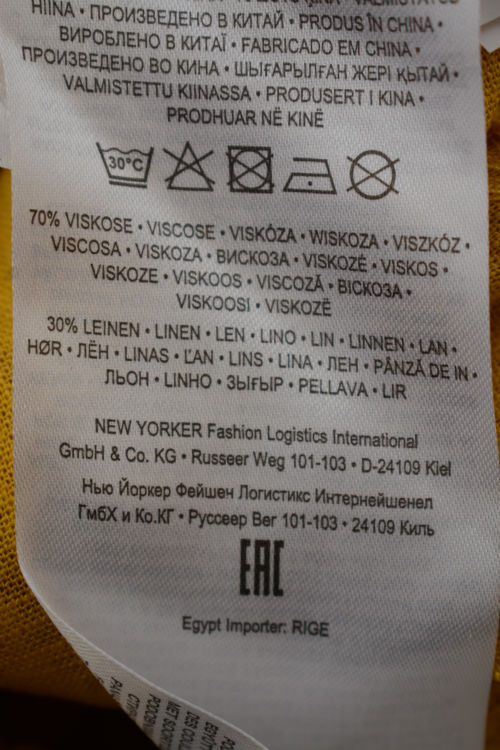 HIINA • ПРОИЗВЕДЕНО В КИТАЙ • PRODUS ÎN CHINA •
ВИРОБЛЕНО В КИТАЇ • FABRICADO EM CHINA •
ПРОИЗВЕДЕНО ВО КИНА • ШЫҒАРЫЛҒАН ЖЕРІ ҚЫТАЙ •
VALMISTETTU KIINASSA • PRODUSERT I KINA •
PRODHUAR NË KINË
30°C
70% VISKOSE • VISCOSE • VISKÓZA • WISKOZA • VISZKÓZ •
VISCOSA • VISKOZA • ВИСКОЗА • VISKOZĖ • VISKOS •
VISKOZE • VISKOOS • VISCOZĂ • ВІСКОЗА •
VISKOOSI • VISKOZË
30% LEINEN • LINEN • LEN • LINO • LIN • LINNEN • LAN •
HØR • ЛЁН • LINAS • ĽAN • LINS • LINA • ЛЕН • PÂNZĂ DE IN •
ЛЬОН • LINHO • ЗЫҒЫР • PELLAVA • LIR
NEW YORKER Fashion Logistics International
GmbH & Co. KG • Russeer Weg 101-103 • D-24109 Kiel
Нью Йоркер Фейшен Логистикс Интернейшенел
ГмбХ и Ко.КГ • Руссеер Вег 101-103 • 24109 Киль
EAC
Egypt Importer: RIGE